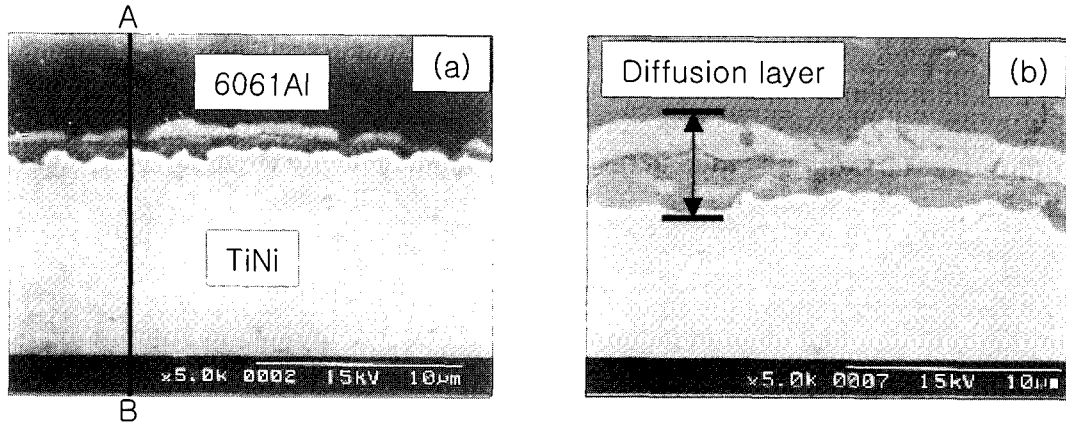 A
6061Al
(a)
TiNi
×5.0k 0002 15kV 10μm
B
Diffusion layer
(b)
×5.0k 0007 15kV 10μm